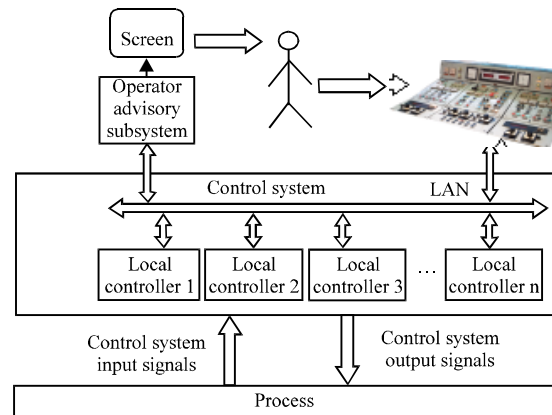 Screen
Operator
advisory
subsystem
Control system
LAN
Local
controller 1
Local
controller 2
Local
controller 3
...
Local
controller n
Control system
input signals
Control system
output signals
Process